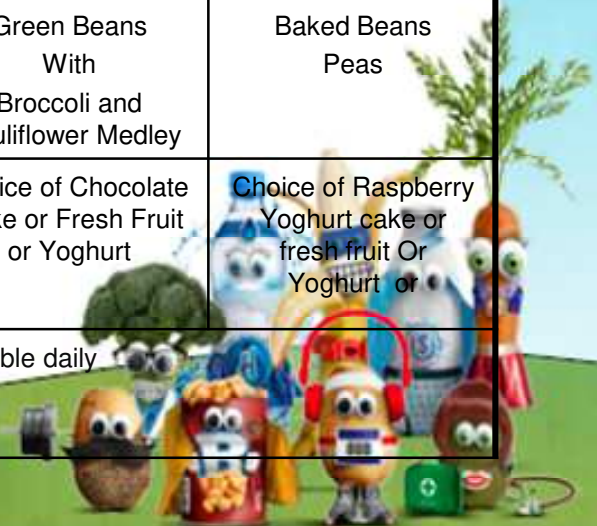 Green Beans
With
Broccoli and
uliflower Medley
Baked Beans
Peas
ice of Chocolate
ke or Fresh Fruit
or Yoghurt
Choice of Raspberry
Yoghurt cake or
fresh fruit Or
Yoghurt or
ble daily